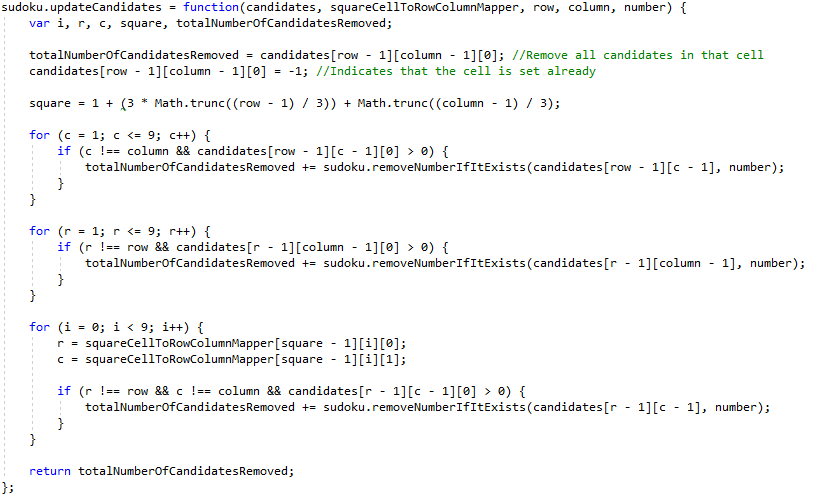 sudoku.updateCandidates = function(candidates, squareCellToRowColumnMapper, row, column, number) {
    var i, r, c, square, totalNumberOfCandidatesRemoved;

    totalNumberOfCandidatesRemoved = candidates[row - 1][column - 1][0]; //Remove all candidates in that cell
    candidates[row - 1][column - 1][0] = -1; //Indicates that the cell is set already

    square = 1 + (3 * Math.trunc((row - 1) / 3)) + Math.trunc((column - 1) / 3);

    for (c = 1; c <= 9; c++) {
        if (c !== column && candidates[row - 1][c - 1][0] > 0) {
            totalNumberOfCandidatesRemoved += sudoku.removeNumberIfItExists(candidates[row - 1][c - 1], number);
        }
    }

    for (r = 1; r <= 9; r++) {
        if (r !== row && candidates[r - 1][column - 1][0] > 0) {
            totalNumberOfCandidatesRemoved += sudoku.removeNumberIfItExists(candidates[r - 1][column - 1], number);
        }
    }

    for (i = 0; i < 9; i++) {
        r = squareCellToRowColumnMapper[square - 1][i][0];
        c = squareCellToRowColumnMapper[square - 1][i][1];

        if (r !== row && c !== column && candidates[r - 1][c - 1][0] > 0) {
            totalNumberOfCandidatesRemoved += sudoku.removeNumberIfItExists(candidates[r - 1][c - 1], number);
        }
    }

    return totalNumberOfCandidatesRemoved;
};